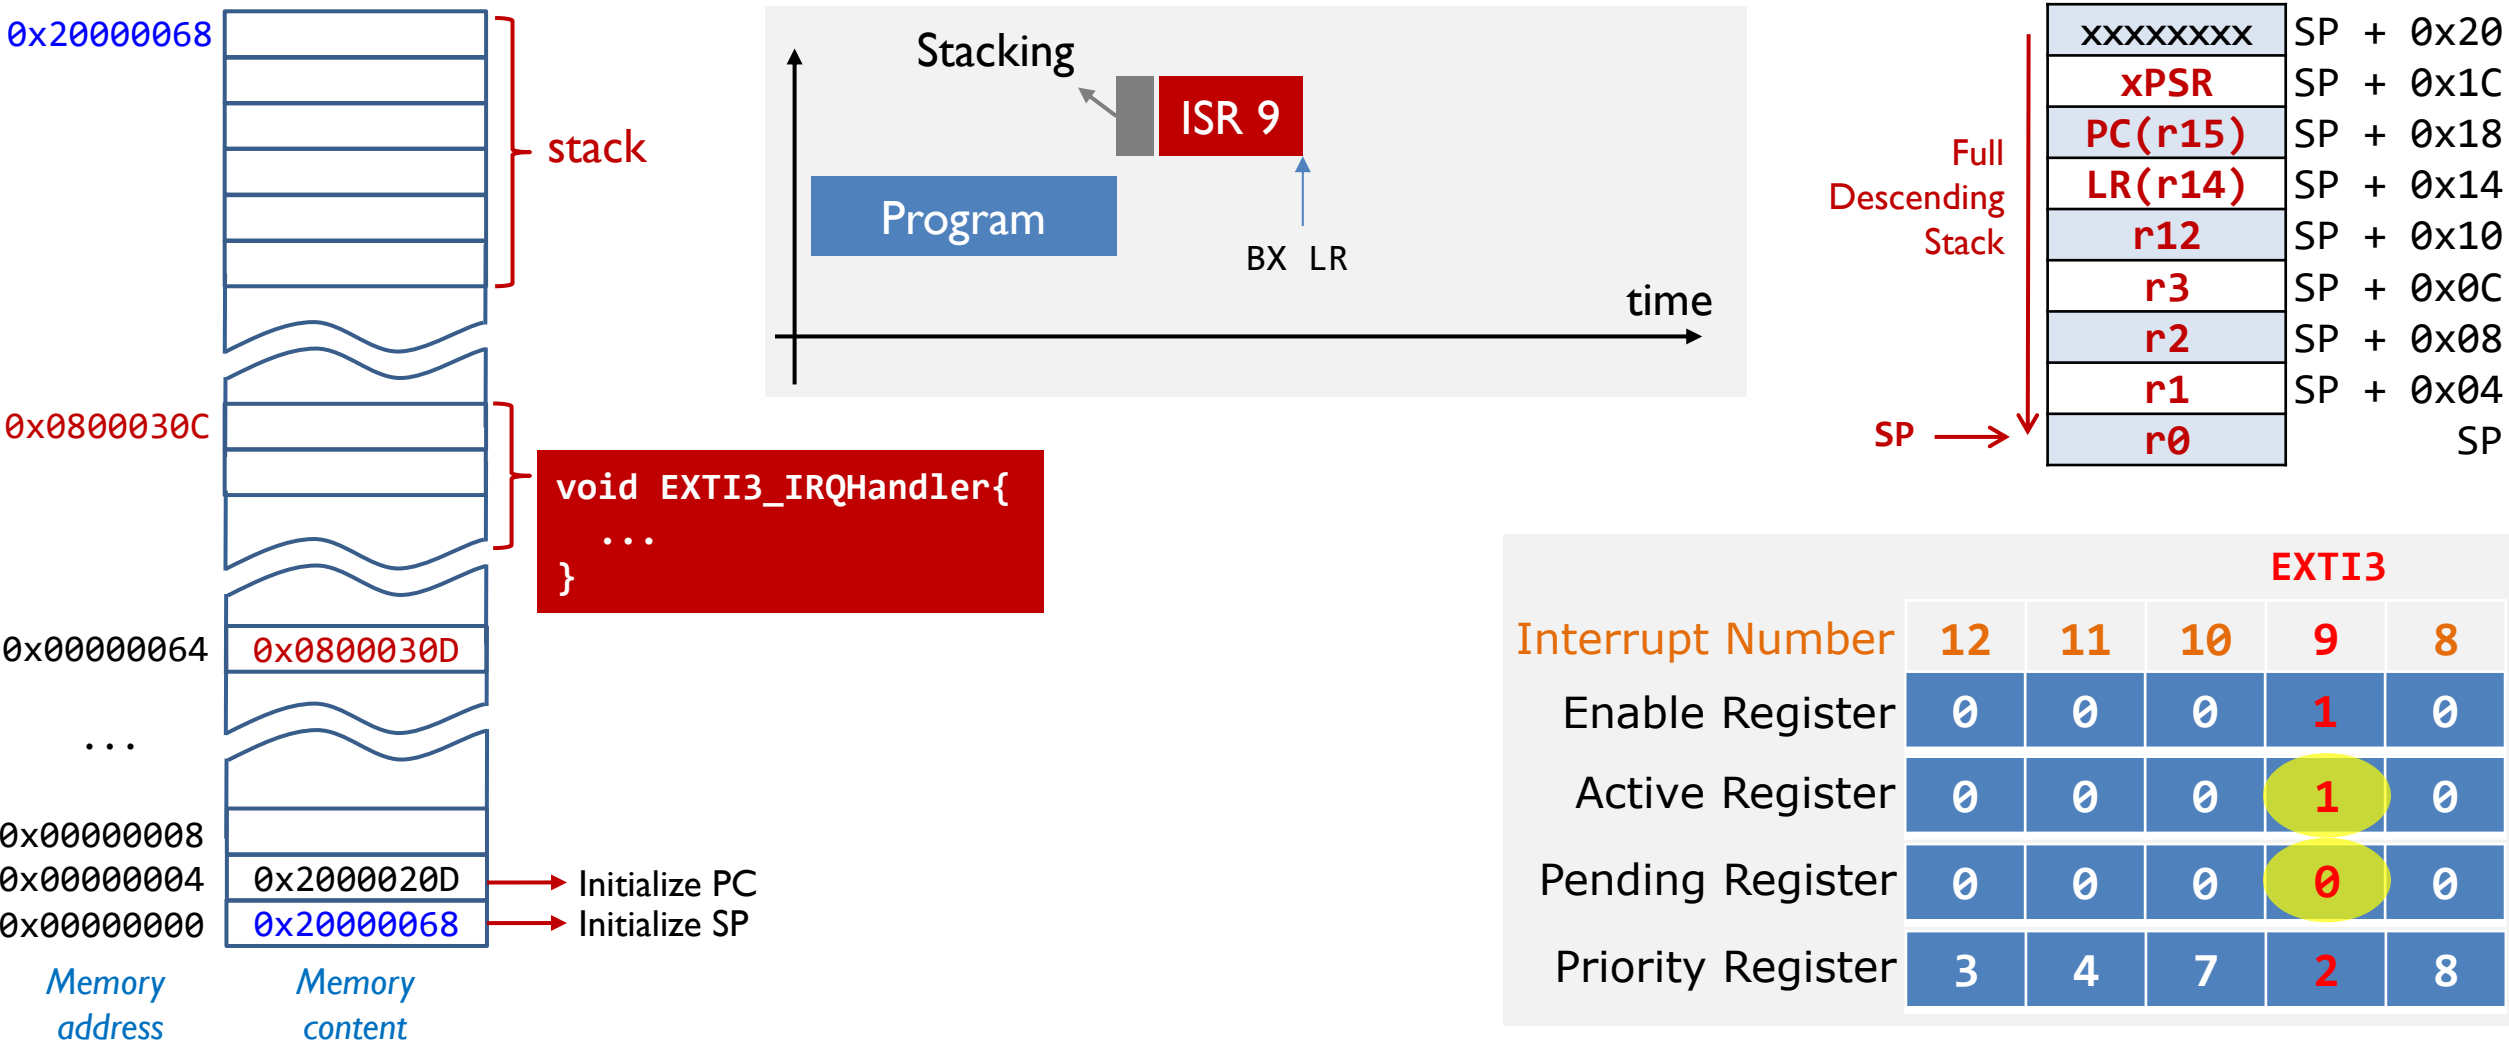 0x20000068
stack
0x0800030C
void EXTI3_IRQHandler{
...
}
0x00000064 0x0800030D
...
0x00000008
0x00000004 0x2000020D Initialize PC
0x00000000 0x20000068 Initialize SP
Memory address
Memory content
Stacking
ISR 9
Program
BX LR
time
xxxxxxxx SP + 0x20
xPSR SP + 0x1C
PC(r15) SP + 0x18
LR(r14) SP + 0x14
r12 SP + 0x10
r3 SP + 0x0C
r2 SP + 0x08
r1 SP + 0x04
SP r0 SP
Full
Descending
Stack
EXTI3
Interrupt Number 12 11 10 9 8
Enable Register 0 0 0 1 0
Active Register 0 0 0 1 0
Pending Register 0 0 0 0 0
Priority Register 3 4 7 2 8